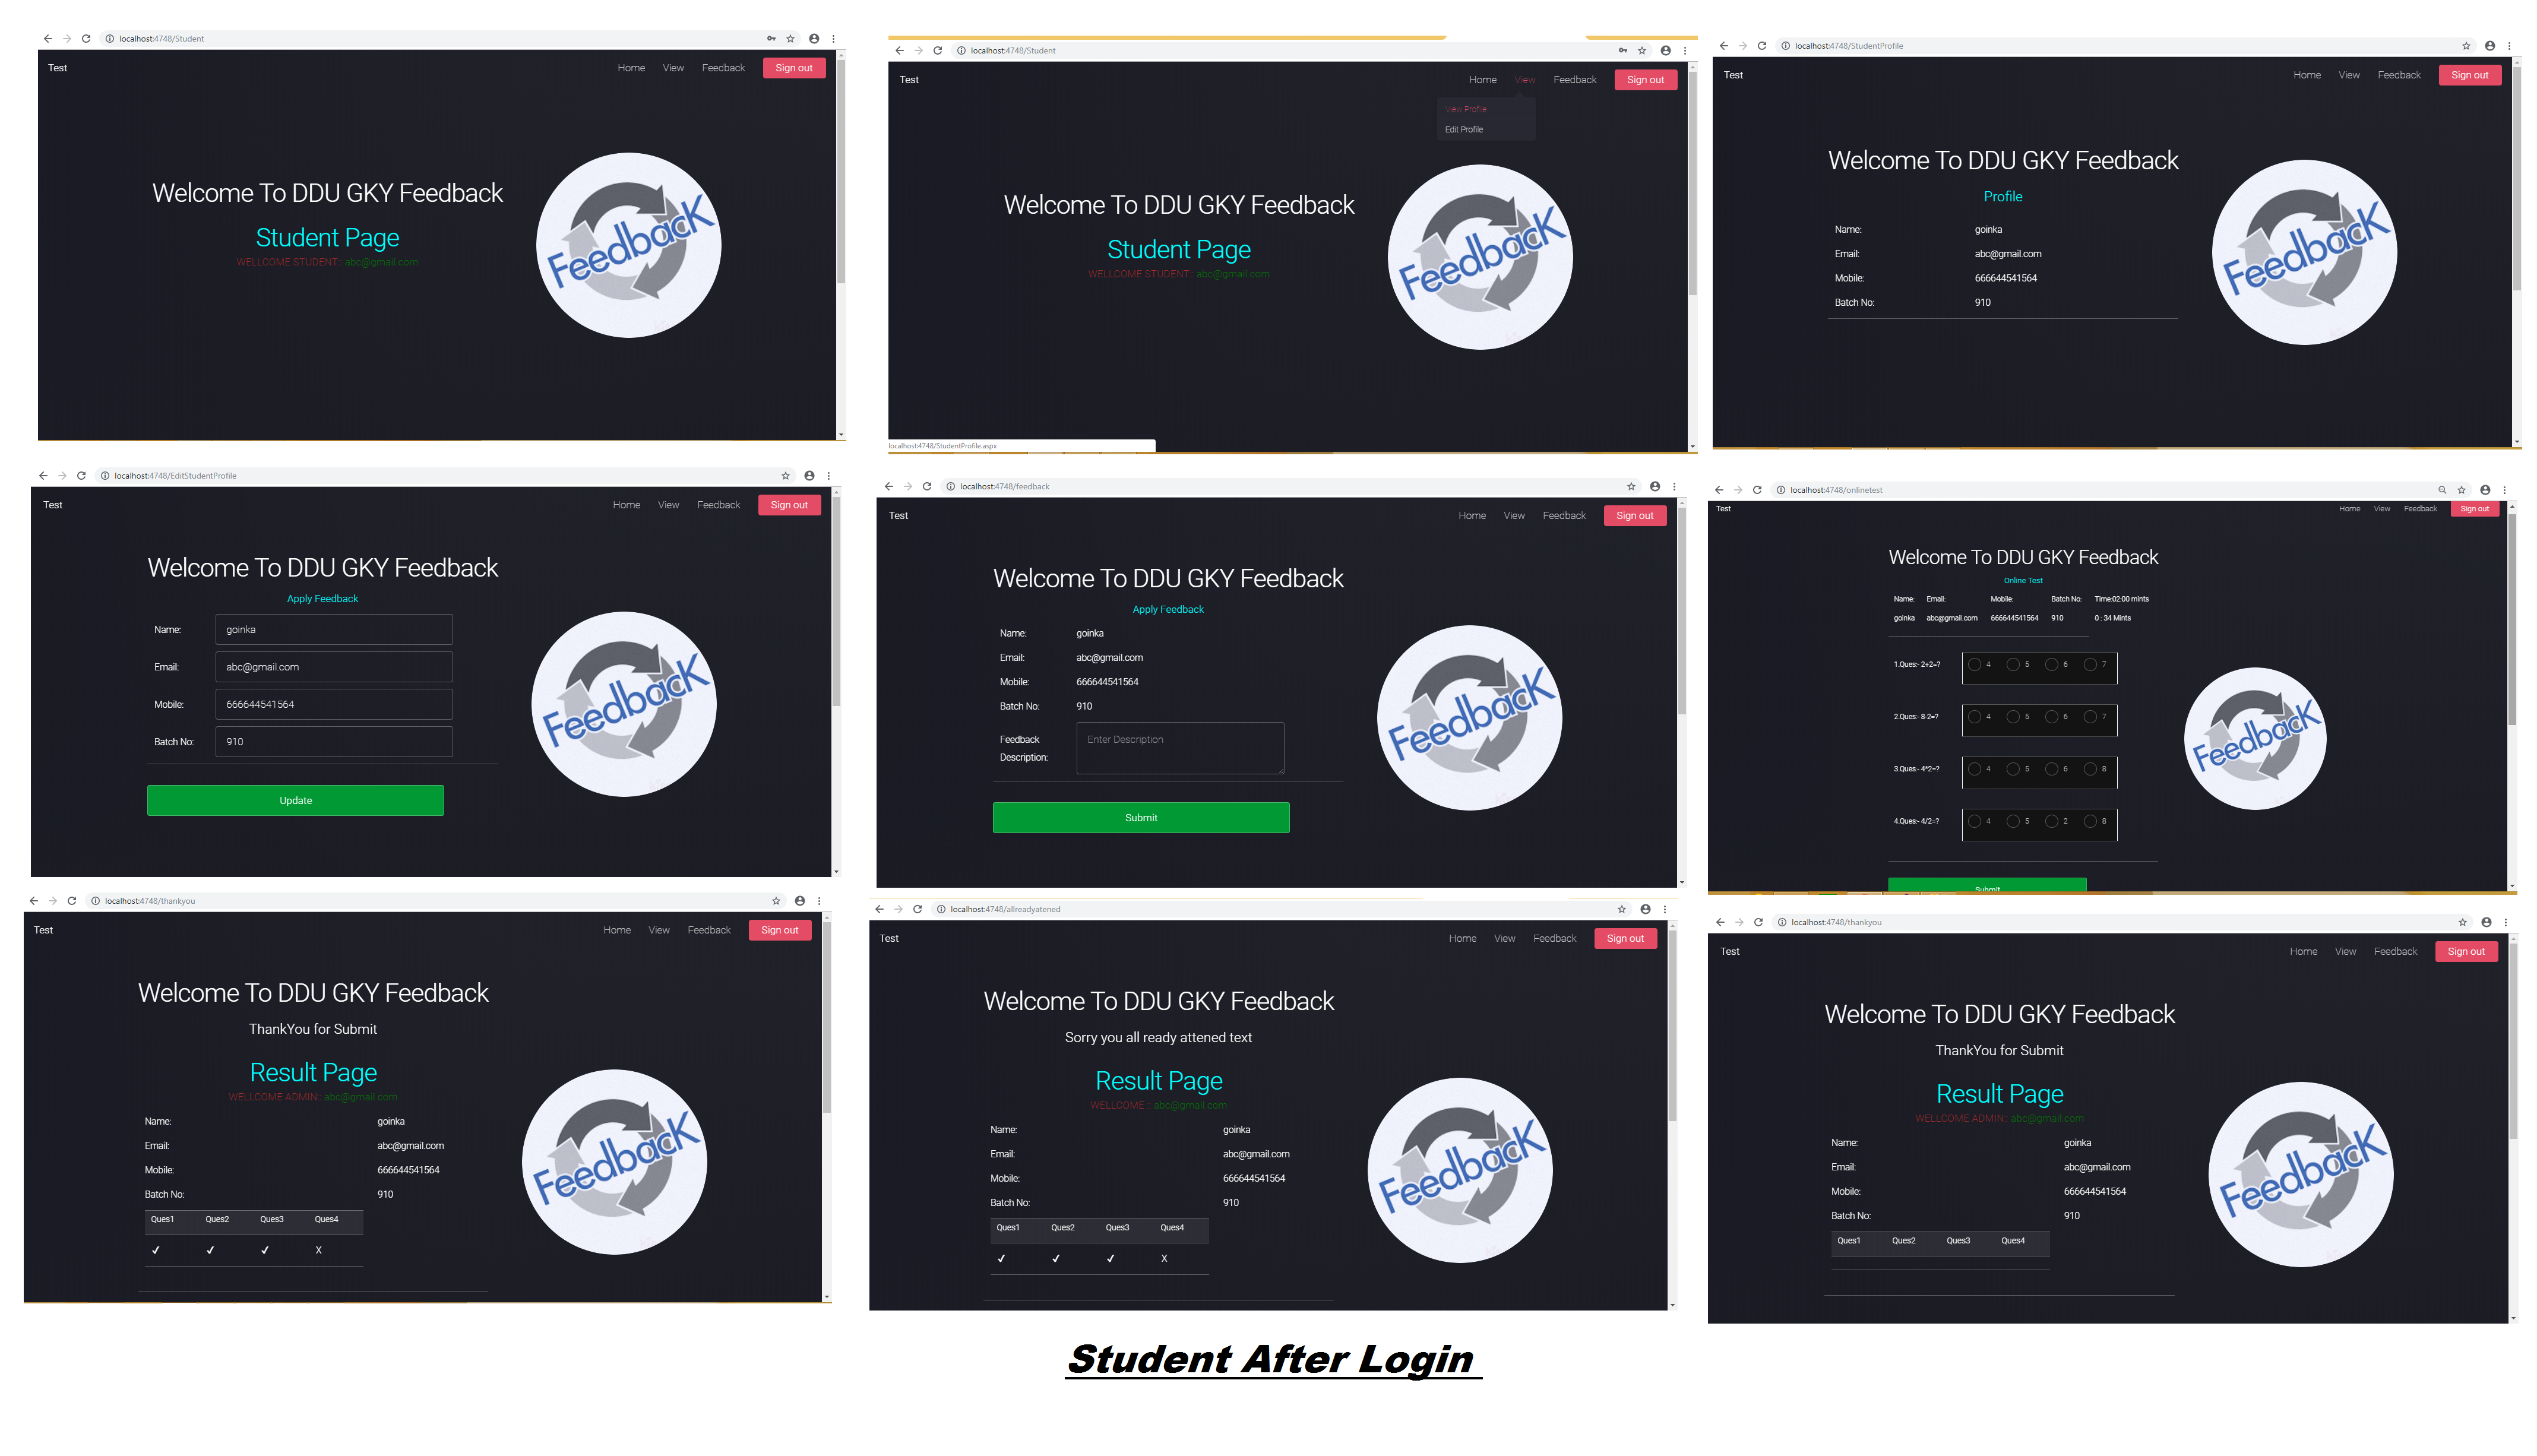 localhost:4748/Student
Test Home View Feedback Sign out
Welcome To DDU GKY Feedback
Student Page
WELLCOME STUDENT:: abc@gmail.com
Feedback
localhost:4748/Student
Test Home View Feedback Sign out
View Profile
Edit Profile
Welcome To DDU GKY Feedback
Student Page
WELLCOME STUDENT:: abc@gmail.com
Feedback
localhost:4748/StudentProfile.aspx
localhost:4748/StudentProfile
Test Home View Feedback Sign out
Welcome To DDU GKY Feedback
Profile
Name: goinka
Email: abc@gmail.com
Mobile: 666644541564
Batch No: 910
Feedback
localhost:4748/EditStudentProfile
Test Home View Feedback Sign out
Welcome To DDU GKY Feedback
Apply Feedback
Name: goinka
Email: abc@gmail.com
Mobile: 666644541564
Batch No: 910
Update
Feedback
localhost:4748/feedback
Test Home View Feedback Sign out
Welcome To DDU GKY Feedback
Apply Feedback
Name: goinka
Email: abc@gmail.com
Mobile: 666644541564
Batch No: 910
Feedback Enter Description
Description:
Submit
Feedback
localhost:4748/onlinetest
Test Home View Feedback Sign out
Welcome To DDU GKY Feedback
Online Test
Name: Email: Mobile: Batch No: Time:02:00 mints
goinka abc@gmail.com 666644541564 910 0 : 34 Mints
1.Ques:- 2+2=? 4 5 6 7
2.Ques:- 8-2=? 4 5 6 7
3.Ques:- 4*2=? 4 5 6 8
4.Ques:- 4/2=? 4 5 2 8
Submit
Feedback
localhost:4748/thankyou
Test Home View Feedback Sign out
Welcome To DDU GKY Feedback
ThankYou for Submit
Result Page
WELLCOME ADMIN:: abc@gmail.com
Name: goinka
Email: abc@gmail.com
Mobile: 666644541564
Batch No: 910
Ques1 Ques2 Ques3 Ques4
✓ ✓ ✓ X
Feedback
localhost:4748/allreadyatened
Test Home View Feedback Sign out
Welcome To DDU GKY Feedback
Sorry you all ready attened text
Result Page
WELLCOME :: abc@gmail.com
Name: goinka
Email: abc@gmail.com
Mobile: 666644541564
Batch No: 910
Ques1 Ques2 Ques3 Ques4
✓ ✓ ✓ X
Feedback
localhost:4748/thankyou
Test Home View Feedback Sign out
Welcome To DDU GKY Feedback
ThankYou for Submit
Result Page
WELLCOME ADMIN:: abc@gmail.com
Name: goinka
Email: abc@gmail.com
Mobile: 666644541564
Batch No: 910
Ques1 Ques2 Ques3 Ques4
Feedback
Student After Login